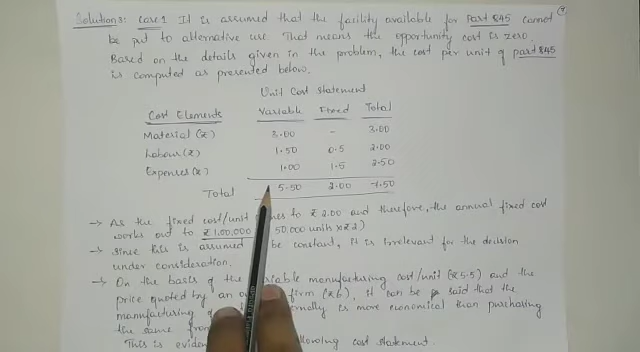 Solutions: Case 1 It is assumed that the facility available for Part 845 cannot
be put to alternative use. That means the opportunity cost is zero.
Based on the details given in the problem, the cost per unit of part 845
is computed as presented below.
Unit Cost Statement
Cost Elements Variable Fixed Total
Material (₹) 3.00 - 3.00
Labour (₹) 1.50 0.5 2.00
Expenses (₹) 1.00 1.5 2.50
Total 5.50 2.00 7.50
→ As the fixed cost/unit comes to ₹2.00 and therefore, the annual fixed cost
works out to ₹1,00,000 50,000 units × ₹2)
→ Since this is assumed be constant, it is irrelevant for the decision
under consideration.
→ On the basis of the variable manufacturing cost/unit (₹5.5) and the
price quoted by an firm (₹6), it can be said that the
manufacturing is more economical than purchasing
the same from
This is evident following cost statement.